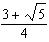 (3 + √5)/4